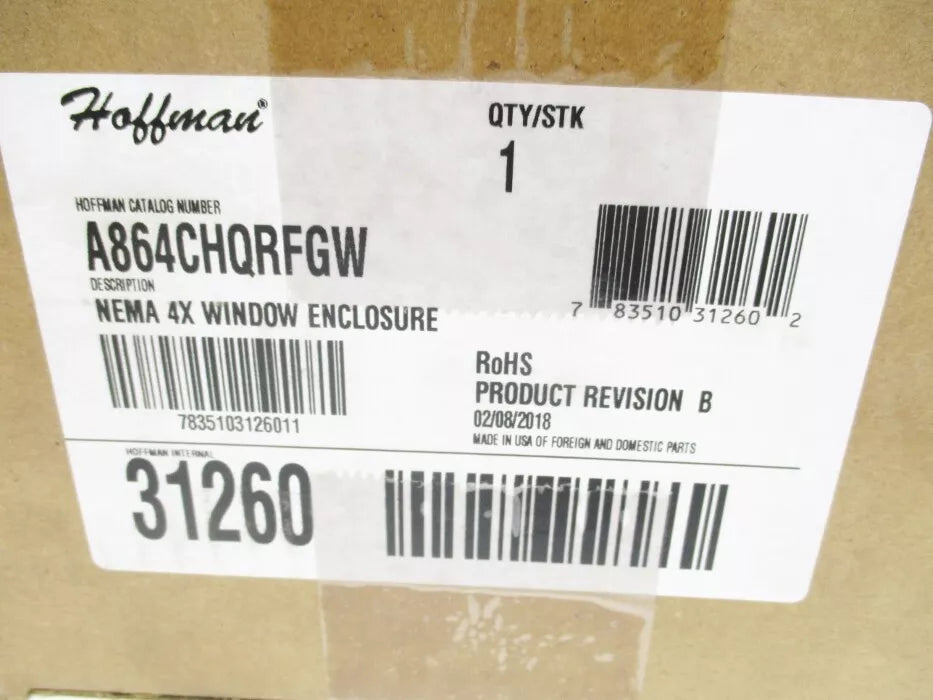 Hoffman®
QTY/STK
1
HOFFMAN CATALOG NUMBER
A864CHQRFGW
DESCRIPTION
NEMA 4X WINDOW ENCLOSURE
7 83510 31260 2
7835103126011
RoHS
PRODUCT REVISION B
02/08/2018
MADE IN USA OF FOREIGN AND DOMESTIC PARTS
HOFFMAN INTERNAL
31260